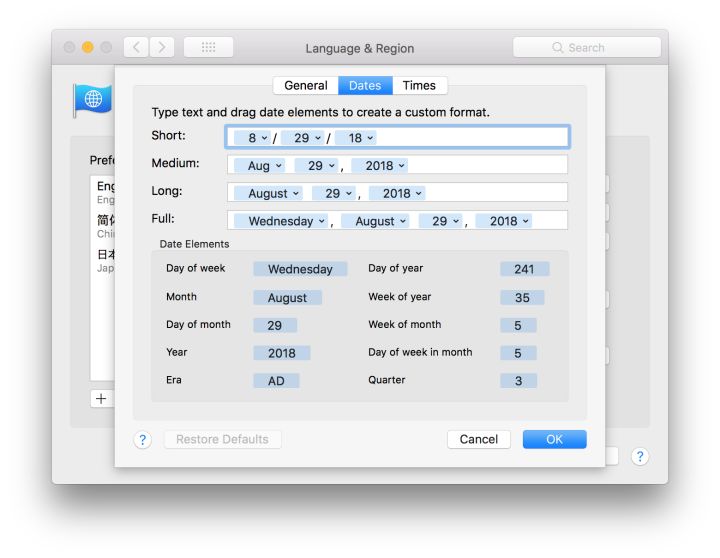 Language & Region
Search
General Dates Times
Type text and drag date elements to create a custom format.
Short: 8 / 29 / 18
Medium: Aug 29 , 2018
Long: August 29 , 2018
Full: Wednesday , August 29 , 2018
Date Elements
Day of week Wednesday Day of year 241
Month August Week of year 35
Day of month 29 Week of month 5
Year 2018 Day of week in month 5
Era AD Quarter 3
? Restore Defaults Cancel OK
Prefe
Eng
Eng
简体
Chin
日本
Jap
+
?